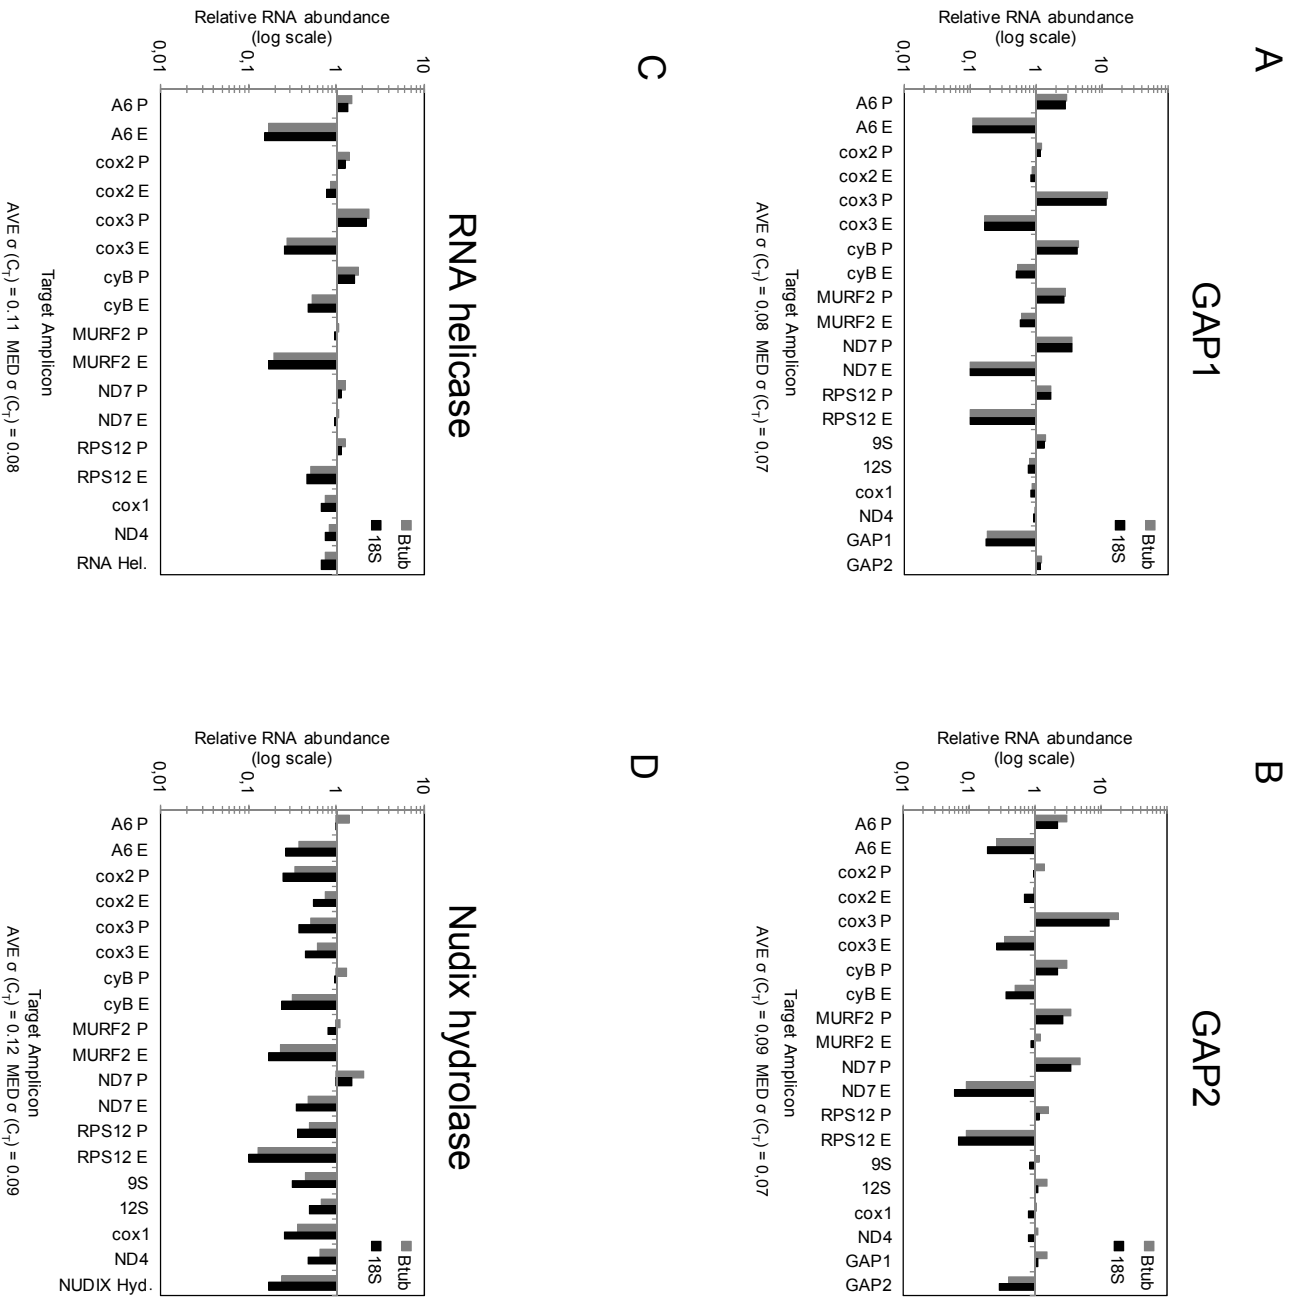 A
GAP1
Relative RNA abundance
(log scale)
0,01
0,1
1
10
A6 P
A6 E
cox2 P
cox2 E
cox3 P
cox3 E
cyB P
cyB E
MURF2 P
MURF2 E
ND7 P
ND7 E
RPS12 P
RPS12 E
9S
12S
cox1
ND4
GAP1
GAP2
Btub
18S
Target Amplicon
AVE σ (C_T) = 0,08 MED σ (C_T) = 0,07
B
GAP2
Relative RNA abundance
(log scale)
0,01
0,1
1
10
A6 P
A6 E
cox2 P
cox2 E
cox3 P
cox3 E
cyB P
cyB E
MURF2 P
MURF2 E
ND7 P
ND7 E
RPS12 P
RPS12 E
9S
12S
cox1
ND4
GAP1
GAP2
Btub
18S
Target Amplicon
AVE σ (C_T) = 0,09 MED σ (C_T) = 0,07
C
RNA helicase
Relative RNA abundance
(log scale)
0,01
0,1
1
10
A6 P
A6 E
cox2 P
cox2 E
cox3 P
cox3 E
cyB P
cyB E
MURF2 P
MURF2 E
ND7 P
ND7 E
RPS12 P
RPS12 E
cox1
ND4
RNA Hel.
Btub
18S
Target Amplicon
AVE σ (C_T) = 0.11 MED σ (C_T) = 0.08
D
Nudix hydrolase
Relative RNA abundance
(log scale)
0,01
0,1
1
10
A6 P
A6 E
cox2 P
cox2 E
cox3 P
cox3 E
cyB P
cyB E
MURF2 P
MURF2 E
ND7 P
ND7 E
RPS12 P
RPS12 E
9S
12S
cox1
ND4
NUDIX Hyd.
Btub
18S
Target Amplicon
AVE σ (C_T) = 0.12 MED σ (C_T) = 0.09